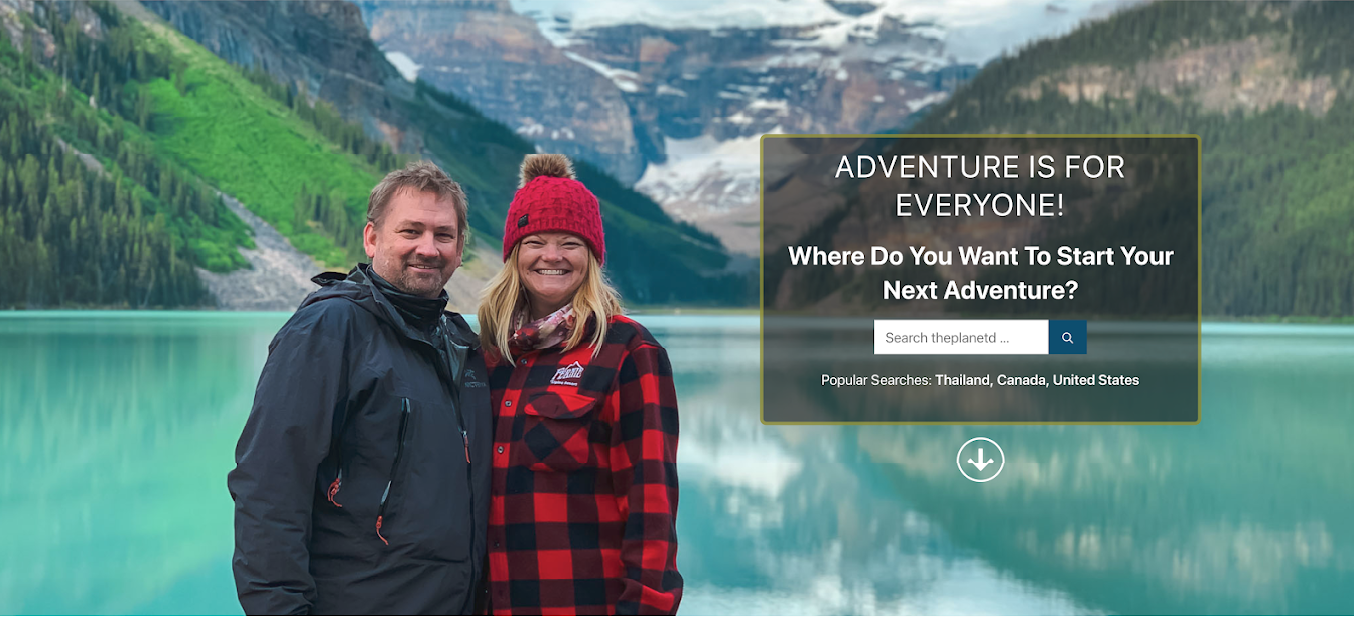 ADVENTURE IS FOR
EVERYONE!
Where Do You Want To Start Your
Next Adventure?
Search theplanetd ...
Popular Searches: Thailand, Canada, United States
FERNIE